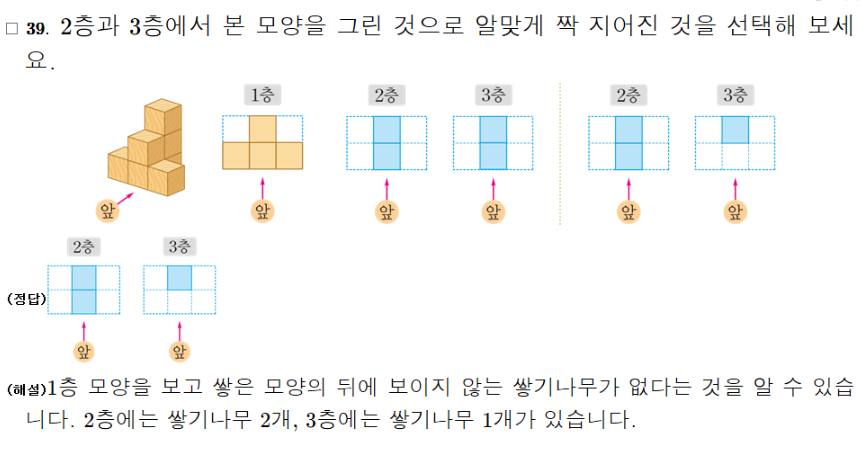 □ 39. 2층과 3층에서 본 모양을 그린 것으로 알맞게 짝 지어진 것을 선택해 보세
요.
1층 2층 3층 2층 3층
앞 앞 앞 앞 앞 앞
2층 3층
(정답)
앞 앞
(해설)1층 모양을 보고 쌓은 모양의 뒤에 보이지 않는 쌓기나무가 없다는 것을 알 수 있습
니다. 2층에는 쌓기나무 2개, 3층에는 쌓기나무 1개가 있습니다.